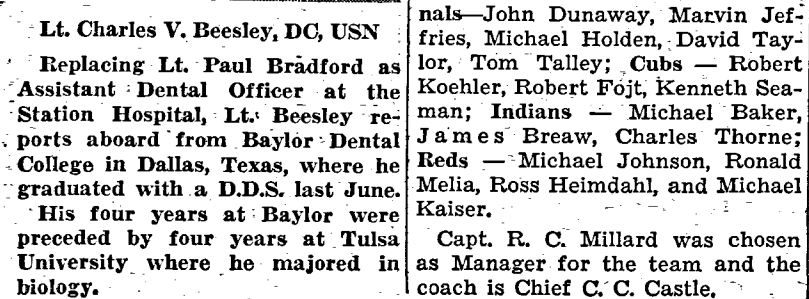 Lt. Charles V. Beesley, DC, USN
Replacing Lt. Paul Bradford as
Assistant Dental Officer at the
Station Hospital, Lt. Beesley re-
ports aboard from Baylor Dental
College in Dallas, Texas, where he
graduated with a D.D.S. last June.
His four years at Baylor were
preceded by four years at Tulsa
University where he majored in
biology.
nals—John Dunaway, Marvin Jef-
fries, Michael Holden, David Tay-
lor, Tom Talley; Cubs — Robert
Koehler, Robert Fojt, Kenneth Sea-
man; Indians — Michael Baker,
James Breaw, Charles Thorne;
Reds — Michael Johnson, Ronald
Melia, Ross Heimdahl, and Michael
Kaiser.
Capt. R. C. Millard was chosen
as Manager for the team and the
coach is Chief C. C. Castle.